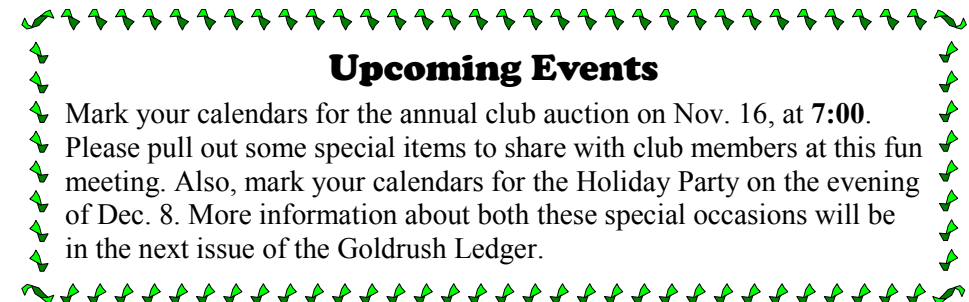 Upcoming Events
Mark your calendars for the annual club auction on Nov. 16, at 7:00.
Please pull out some special items to share with club members at this fun
meeting. Also, mark your calendars for the Holiday Party on the evening
of Dec. 8. More information about both these special occasions will be
in the next issue of the Goldrush Ledger.